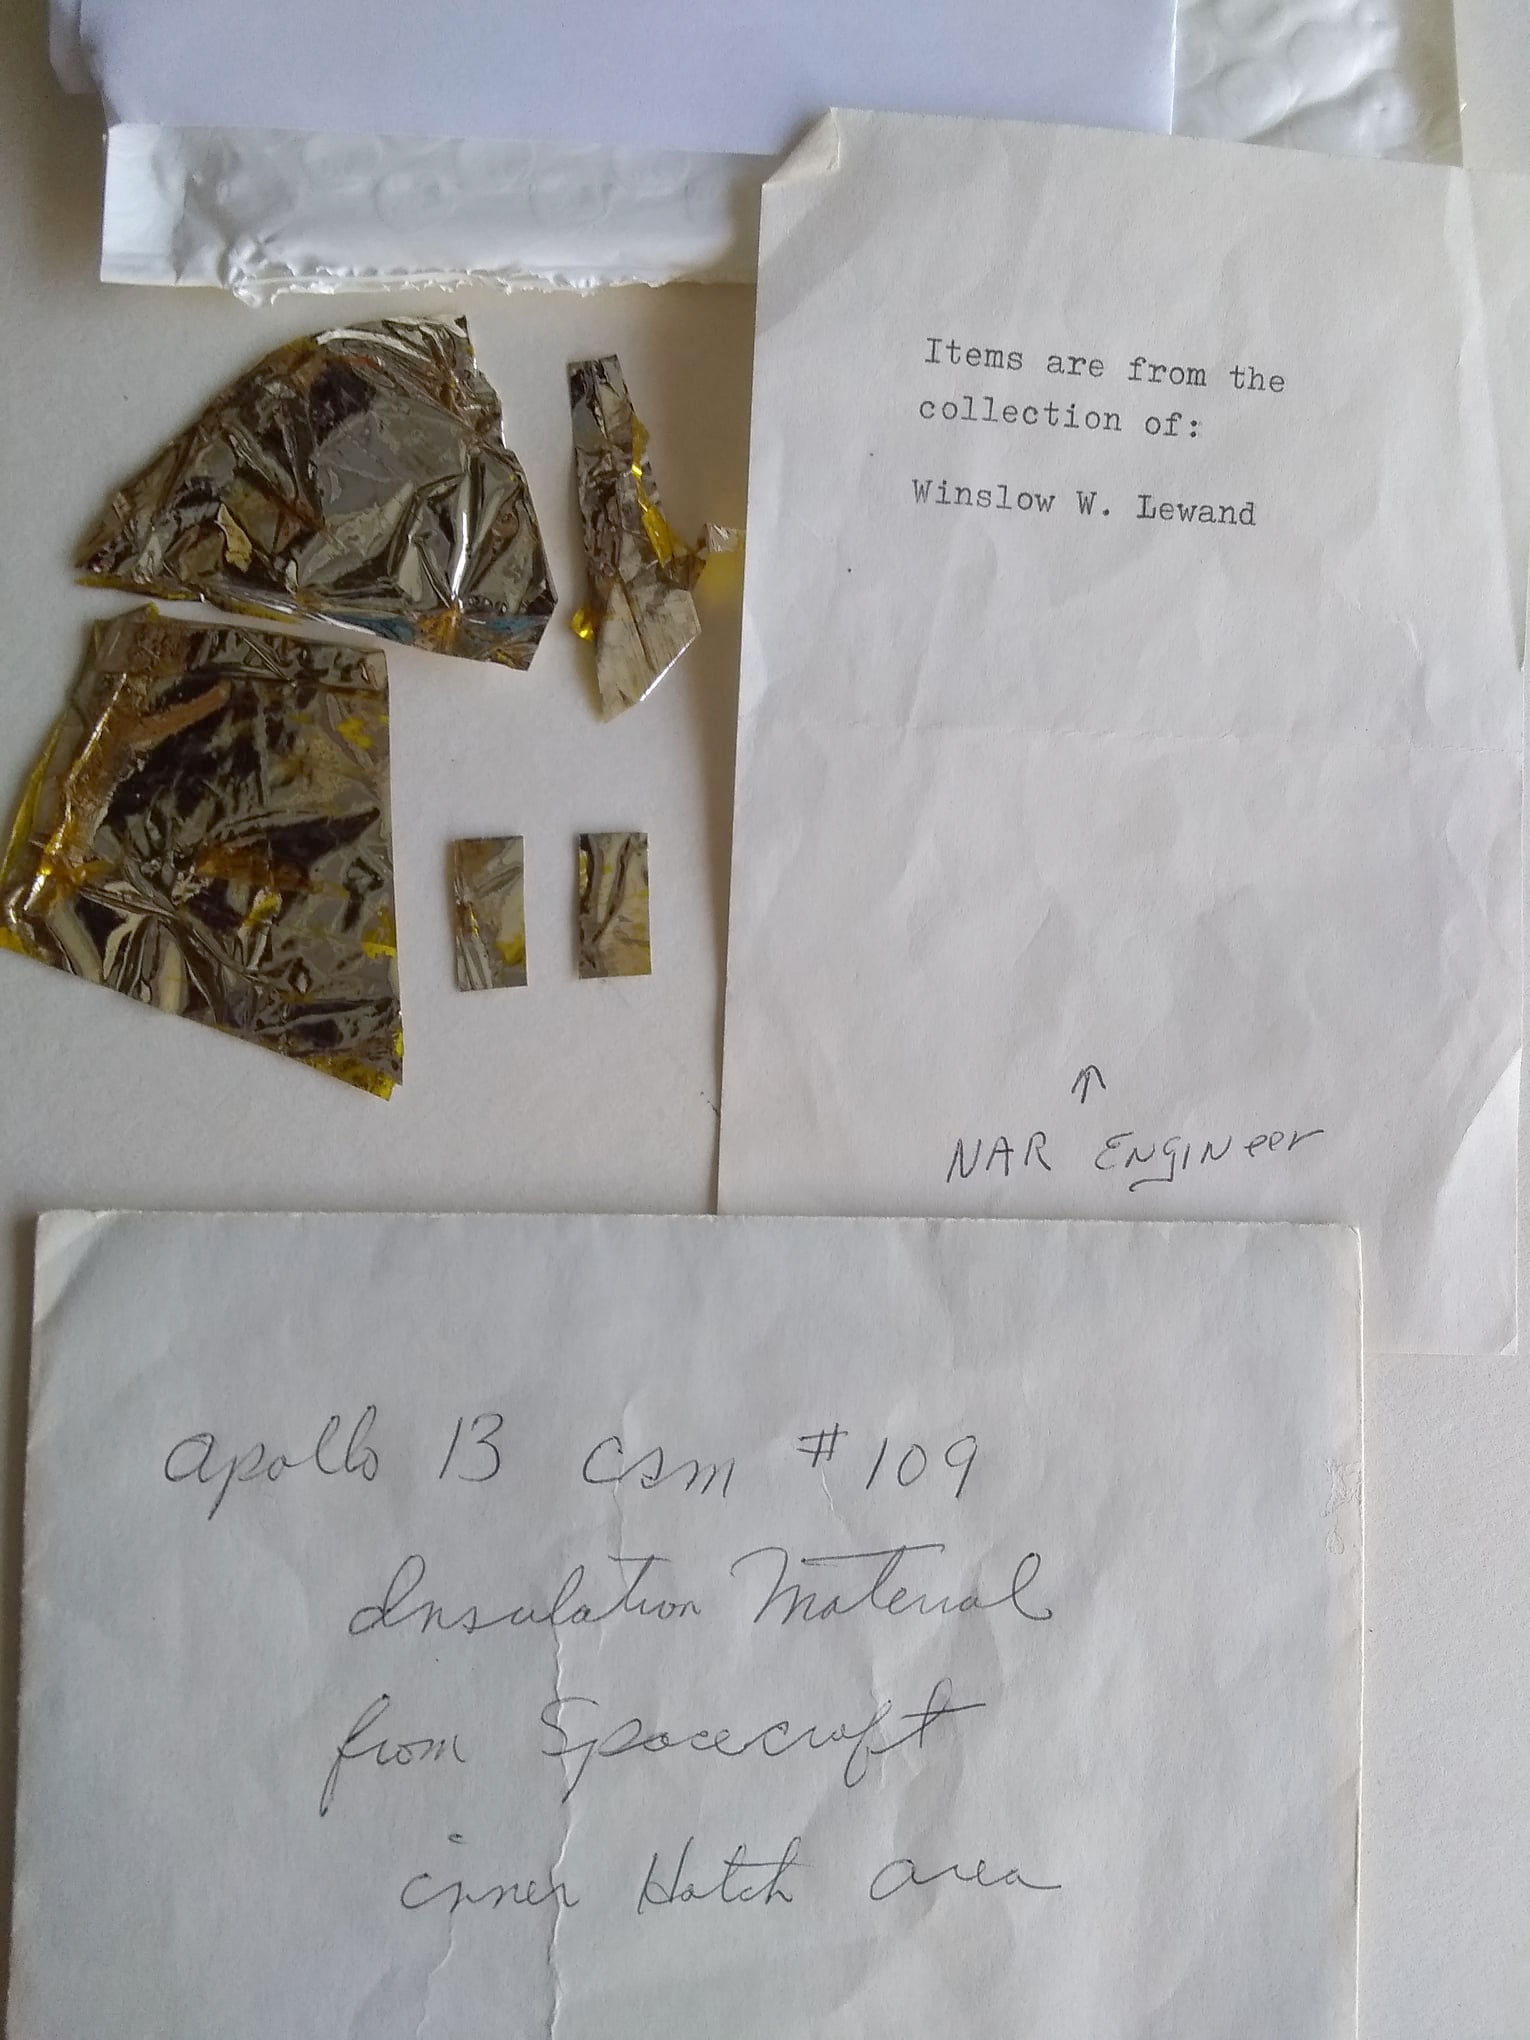 Items are from the
collection of:
Winslow W. Lewand
↑
NAR Engineer
Apollo 13 CSM #109
Insulation Material
from Spacecraft
inner Hatch area